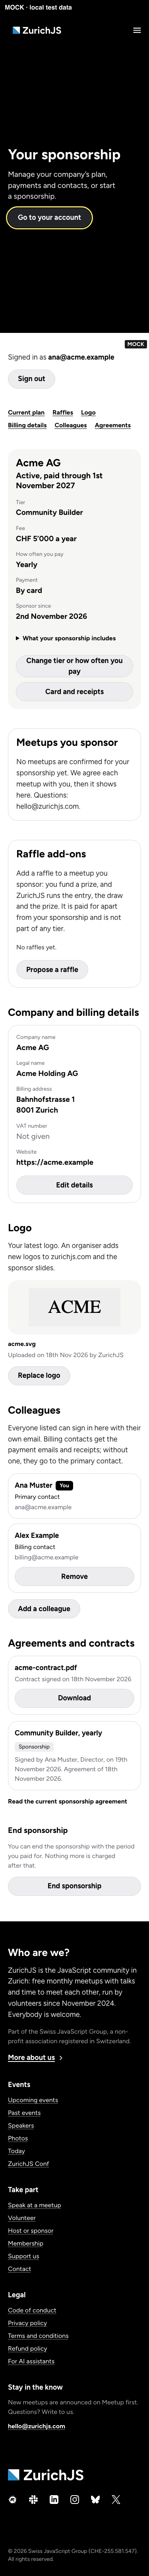 MOCK - local test data
ZurichJS
Your sponsorship
Manage your company's plan,
payments and contacts, or start
a sponsorship.
Go to your account
MOCK
Signed in as ana@acme.example
Sign out
Current plan Raffles Logo
Billing details Colleagues Agreements
Acme AG
Active, paid through 1st
November 2027
Tier
Community Builder
Fee
CHF 5'000 a year
How often you pay
Yearly
Payment
By card
Sponsor since
2nd November 2026
What your sponsorship includes
Change tier or how often you
pay
Card and receipts
Meetups you sponsor
No meetups are confirmed for your
sponsorship yet. We agree each
meetup with you, then it shows
here. Questions:
hello@zurichjs.com.
Raffle add-ons
Add a raffle to a meetup you
sponsor: you fund a prize, and
ZurichJS runs the entry, the draw
and the prize. It is priced apart
from your sponsorship and is not
part of any tier.
No raffles yet.
Propose a raffle
Company and billing details
Company name
Acme AG
Legal name
Acme Holding AG
Billing address
Bahnhofstrasse 1
8001 Zurich
VAT number
Not given
Website
https://acme.example
Edit details
Logo
Your latest logo. An organiser adds
new logos to zurichjs.com and the
sponsor slides.
ACME
acme.svg
Uploaded on 18th Nov 2026 by ZurichJS
Replace logo
Colleagues
Everyone listed can sign in here with their
own email. Billing contacts get the
payment emails and receipts; without
one, they go to the primary contact.
Ana Muster You
Primary contact
ana@acme.example
Alex Example
Billing contact
billing@acme.example
Remove
Add a colleague
Agreements and contracts
acme-contract.pdf
Contract signed on 18th November 2026
Download
Community Builder, yearly
Sponsorship
Signed by Ana Muster, Director, on 19th
November 2026. Agreement of 18th
November 2026.
Read the current sponsorship agreement
End sponsorship
You can end the sponsorship with the period
you paid for. Nothing more is charged
after that.
End sponsorship
Who are we?
ZurichJS is the JavaScript community in
Zurich: free monthly meetups with talks
and time to meet each other, run by
volunteers since November 2024.
Everybody is welcome.
Part of the Swiss JavaScript Group, a non-
profit association registered in Switzerland.
More about us
Events
Upcoming events
Past events
Speakers
Photos
Today
ZurichJS Conf
Take part
Speak at a meetup
Volunteer
Host or sponsor
Membership
Support us
Contact
Legal
Code of conduct
Privacy policy
Terms and conditions
Refund policy
For AI assistants
Stay in the know
New meetups are announced on Meetup first.
Questions? Write to us.
hello@zurichjs.com
ZurichJS
© 2026 Swiss JavaScript Group (CHE-255.581.547).
All rights reserved.